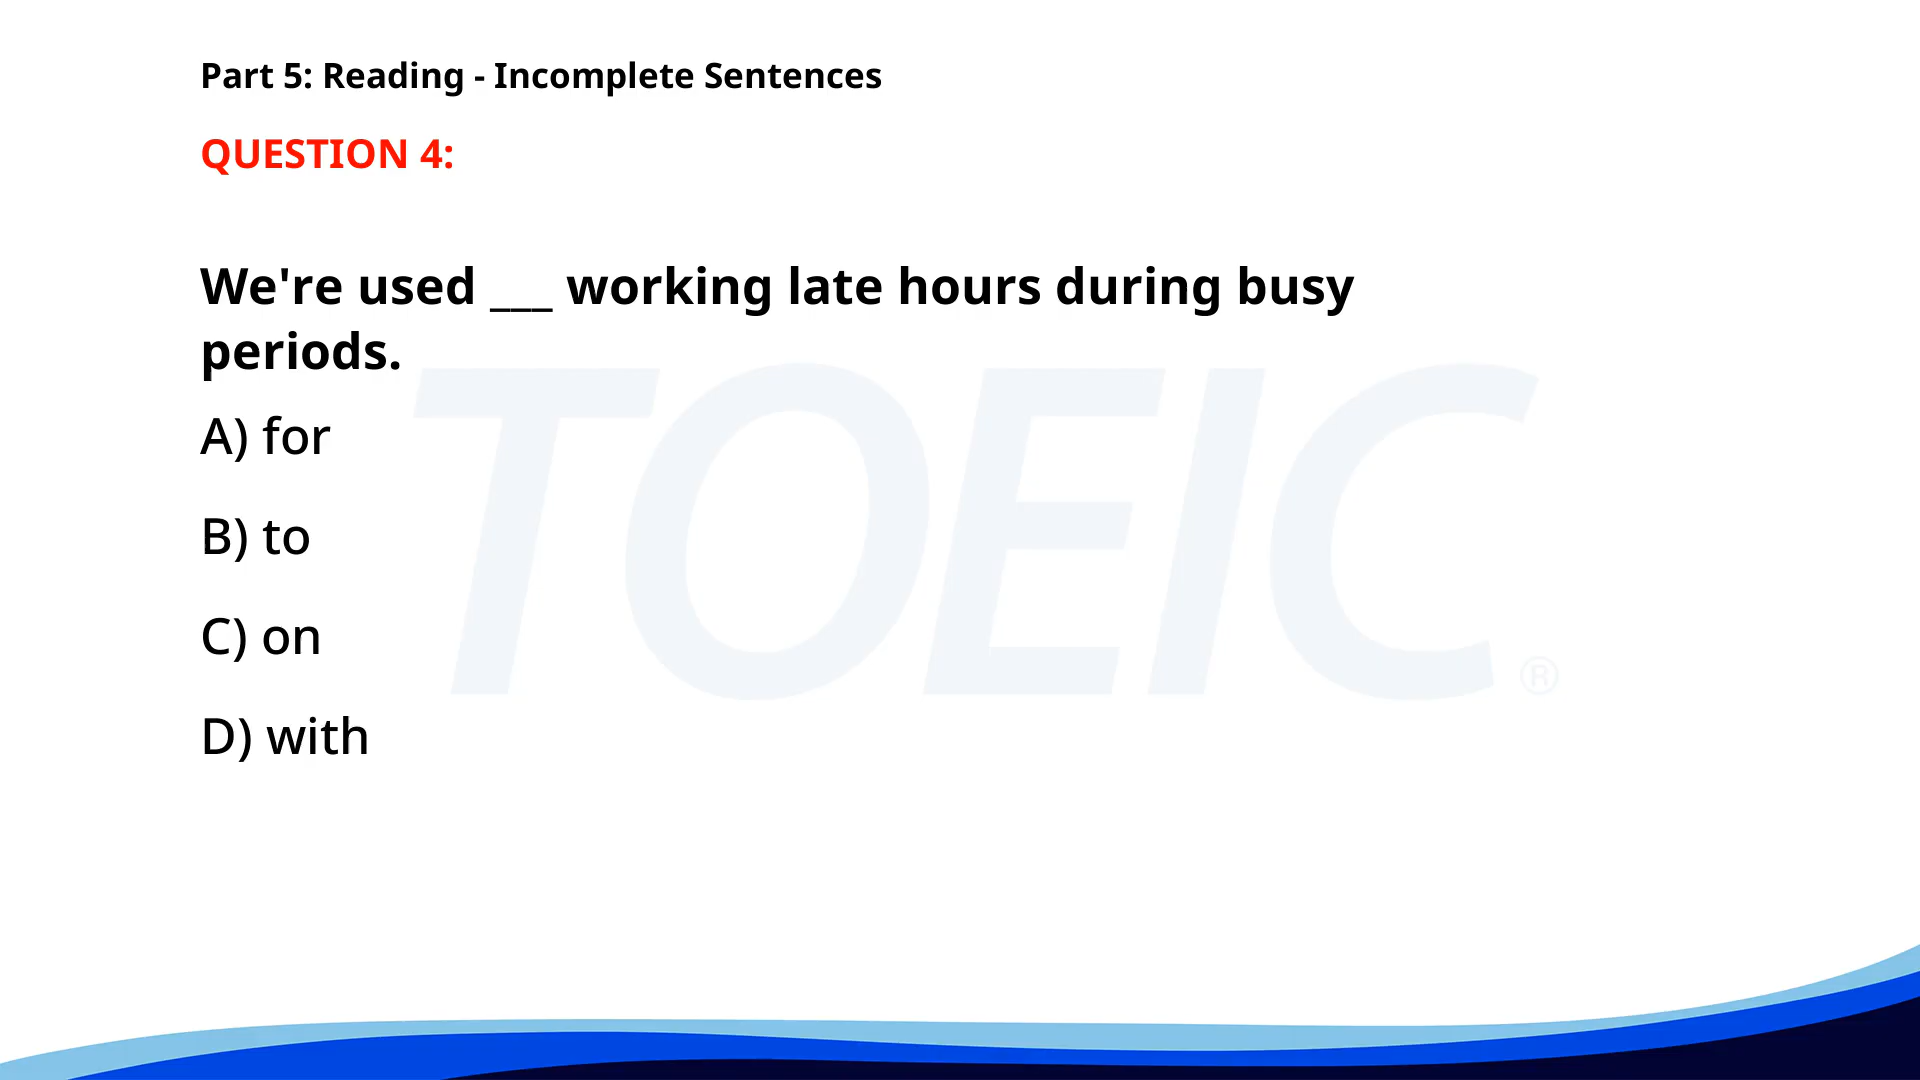 Part 5: Reading - Incomplete Sentences
QUESTION 4:
We're used ___ working late hours during busy
periods.
A) for
B) to
C) on
D) with
TOEIC ®